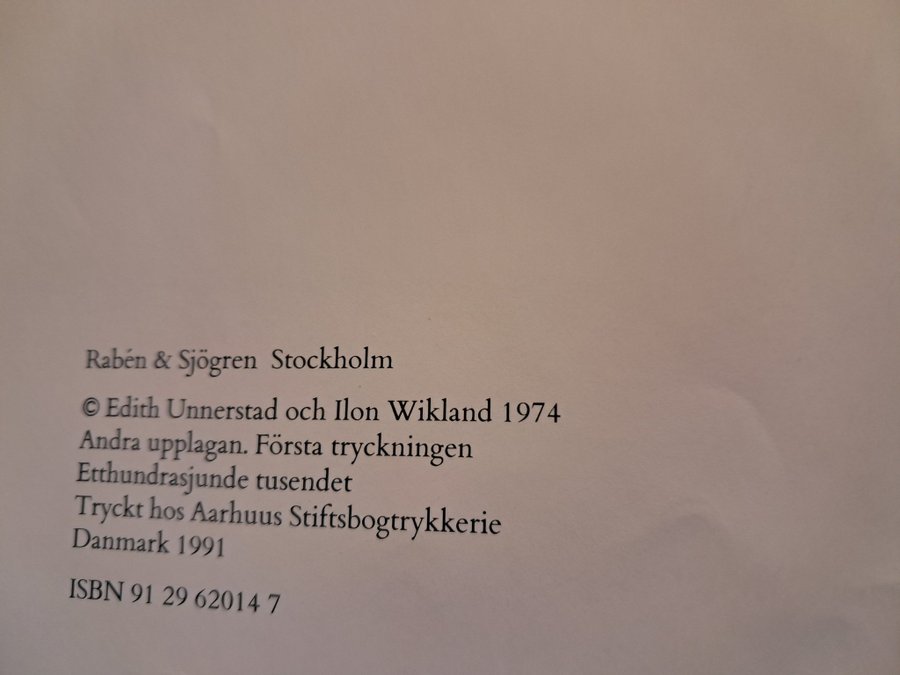 Rabén & Sjögren Stockholm
© Edith Unnerstad och Ilon Wikland 1974
Andra upplagan. Första tryckningen
Etthundrasjunde tusendet
Tryckt hos Aarhuus Stiftsbogtrykkerie
Danmark 1991
ISBN 91 29 62014 7